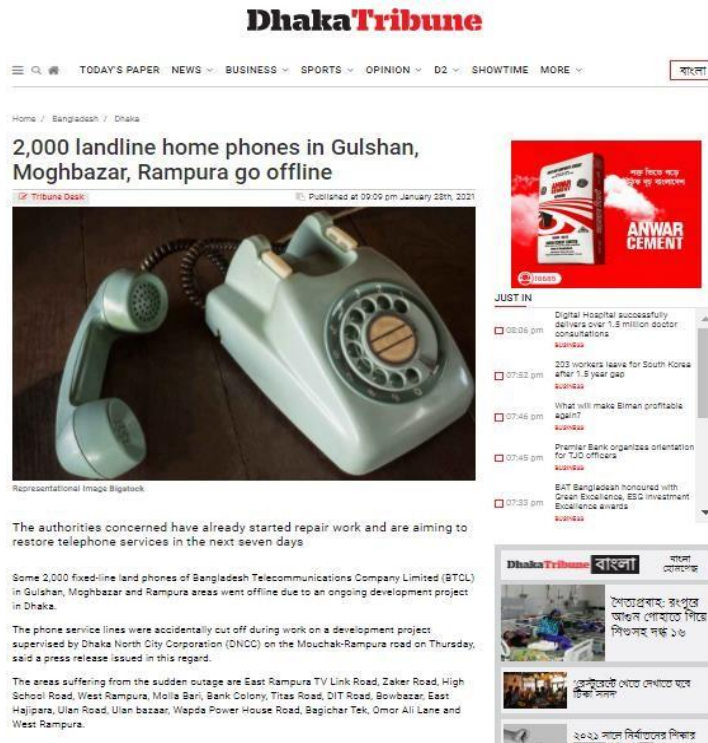 DhakaTribune
TODAY'S PAPER NEWS BUSINESS SPORTS OPINION D2 SHOWTIME MORE
বাংলা
Home / Bangladesh / Dhaka
2,000 landline home phones in Gulshan,
Moghbazar, Rampura go offline
Tribune Desk
Published at 09:09 pm January 28th, 2021
Representational Image Bigstock
The authorities concerned have already started repair work and are aiming to
restore telephone services in the next seven days
Some 2,000 fixed-line land phones of Bangladesh Telecommunications Company Limited (BTCL)
in Gulshan, Moghbazar and Rampura areas went offline due to an ongoing development project
in Dhaka.
The phone service lines were accidentally cut off during work on a development project
supervised by Dhaka North City Corporation (DNCC) on the Mouchak-Rampura road on Thursday,
said a press release issued in this regard.
The areas suffering from the sudden outage are East Rampura TV Link Road, Zaker Road, High
School Road, West Rampura, Molla Bari, Bank Colony, Titas Road, DIT Road, Bowbazar, East
Hajipara, Ulan Road, Ulan bazaar, Wapda Power House Road, Bagichar Tek, Omor Ali Lane and
West Rampura.
ANWAR
CEMENT
JUST IN
08:06 pm
Digital Hospital successfully
delivers over 1.5 million doctor
consultations
BUSINESS
07:52 pm
203 workers leave for South Korea
after 1.5 year gap
BUSINESS
07:46 pm
What will make Biman profitable
again?
BUSINESS
07:45 pm
Premier Bank organizes orientation
for TJO officers
BUSINESS
07:33 pm
BAT Bangladesh honoured with
Green Excellence, ESG Investment
Excellence awards
BUSINESS
DhakaTribune বাংলা
বাংলা
হোমপেজ
শৈত্যপ্রবাহ: রংপুরে
আগুন পোহাতে গিয়ে
শিশুসহ দগ্ধ ১৬
রেস্টুরেন্টে খেতে দেখাতে হবে
টিকা সনদ'
২০২১ সালে নির্যাতনের শিকার